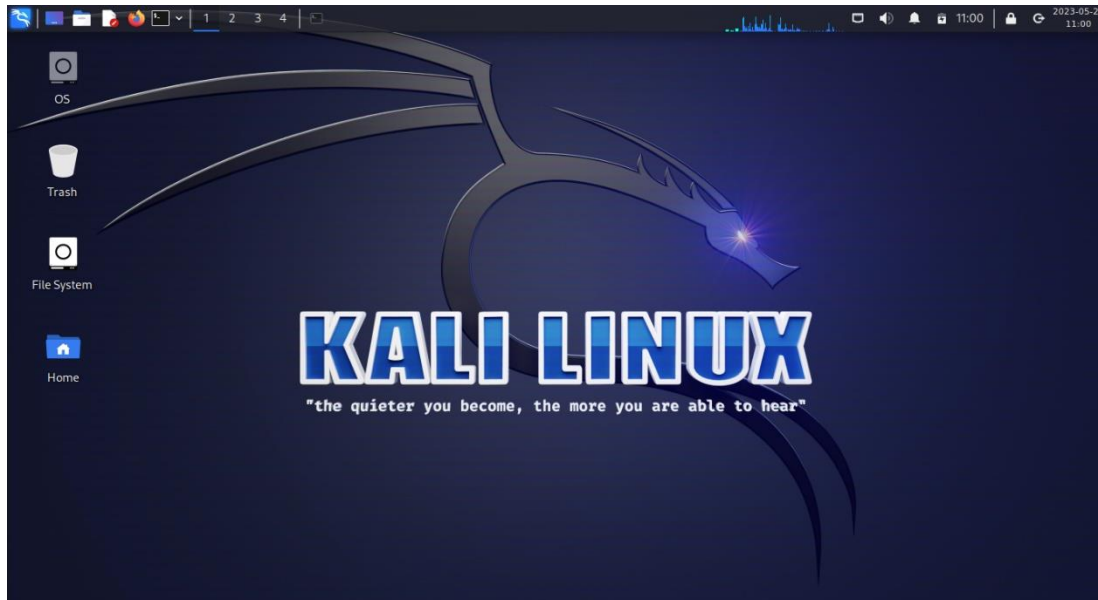 1 2 3 4
11:00
2023-05-2
11:00
OS
Trash
File System
Home
KALI LINUX
"the quieter you become, the more you are able to hear"